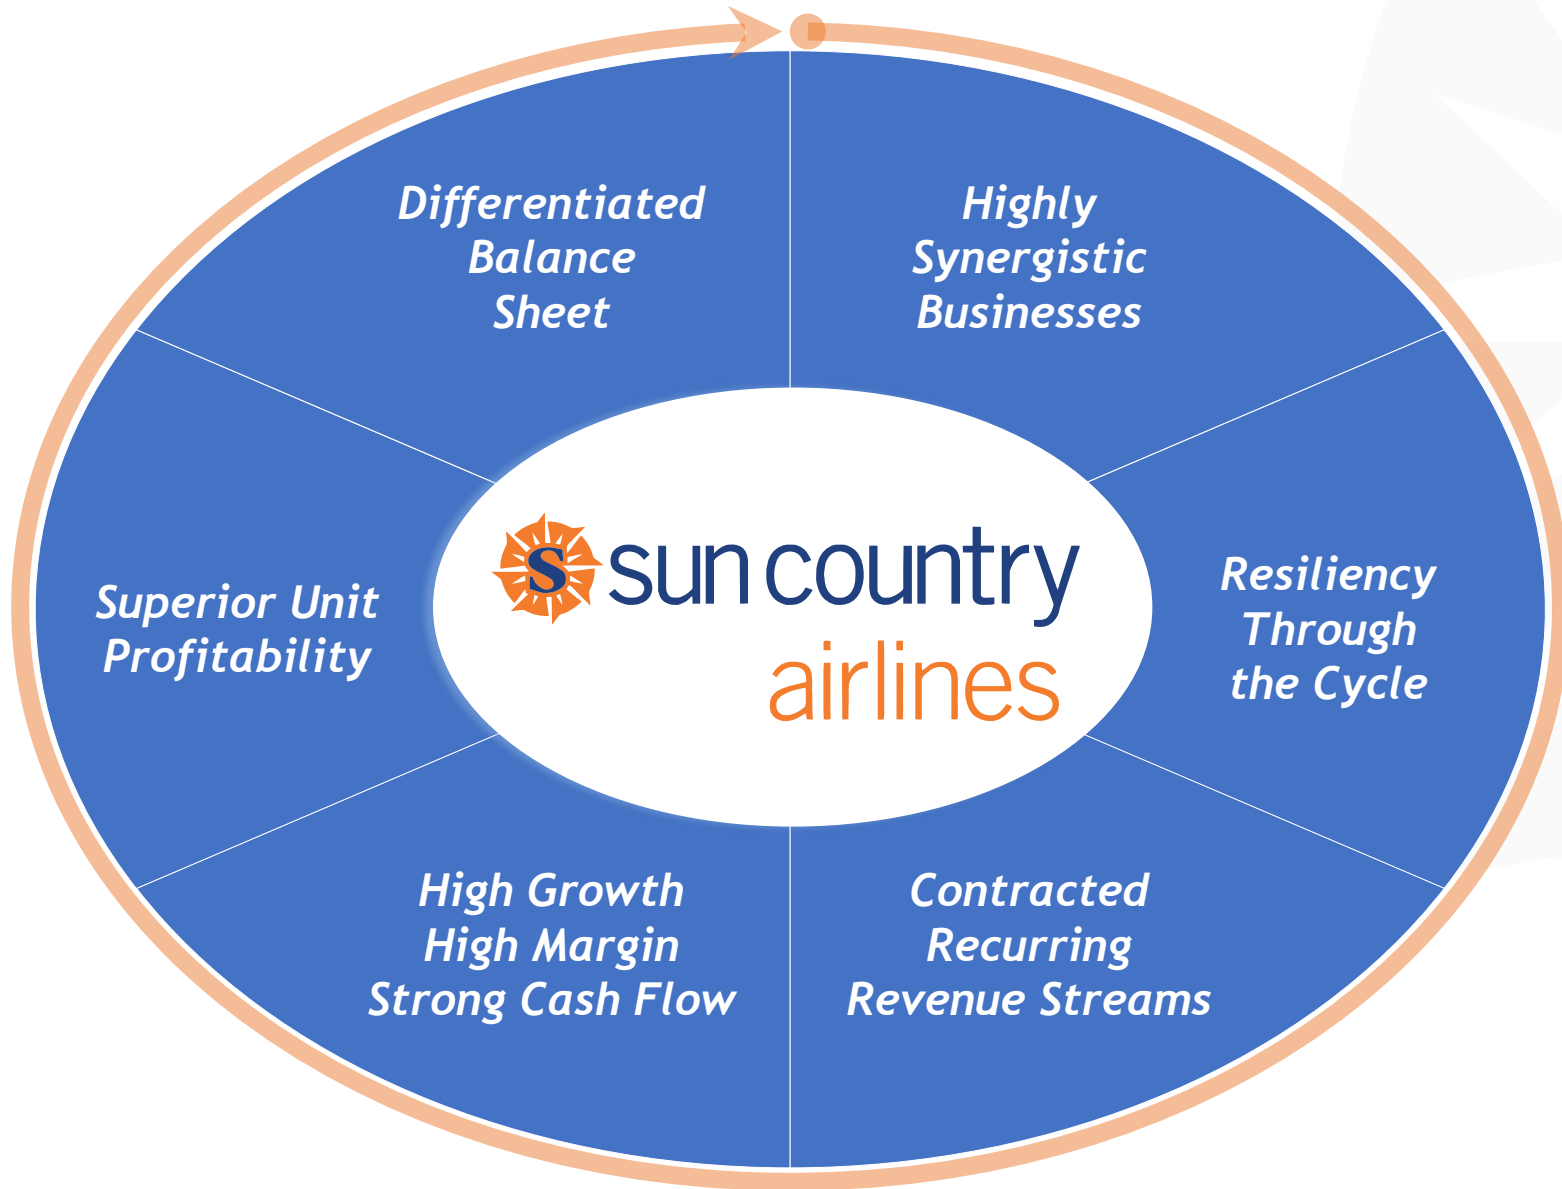 Differentiated
Balance
Sheet
Highly
Synergistic
Businesses
Resiliency
Through
the Cycle
Contracted
Recurring
Revenue Streams
High Growth
High Margin
Strong Cash Flow
Superior Unit
Profitability
S sun country
airlines